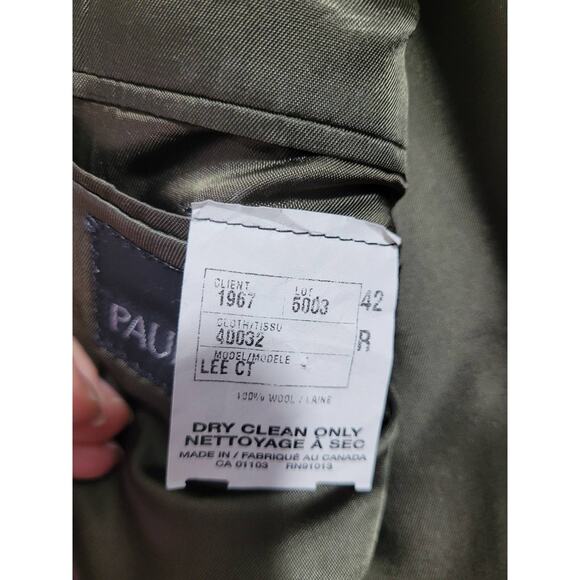 CLIENT LOT
1967 5003 42
CLOTH/TISSU
40032 R
MODEL/MODELE
LEE CT
100% WOOL / LAINE
DRY CLEAN ONLY
NETTOYAGE À SEC
MADE IN / FABRIQUÉ AU CANADA
CA 01103 RN91013
PAU